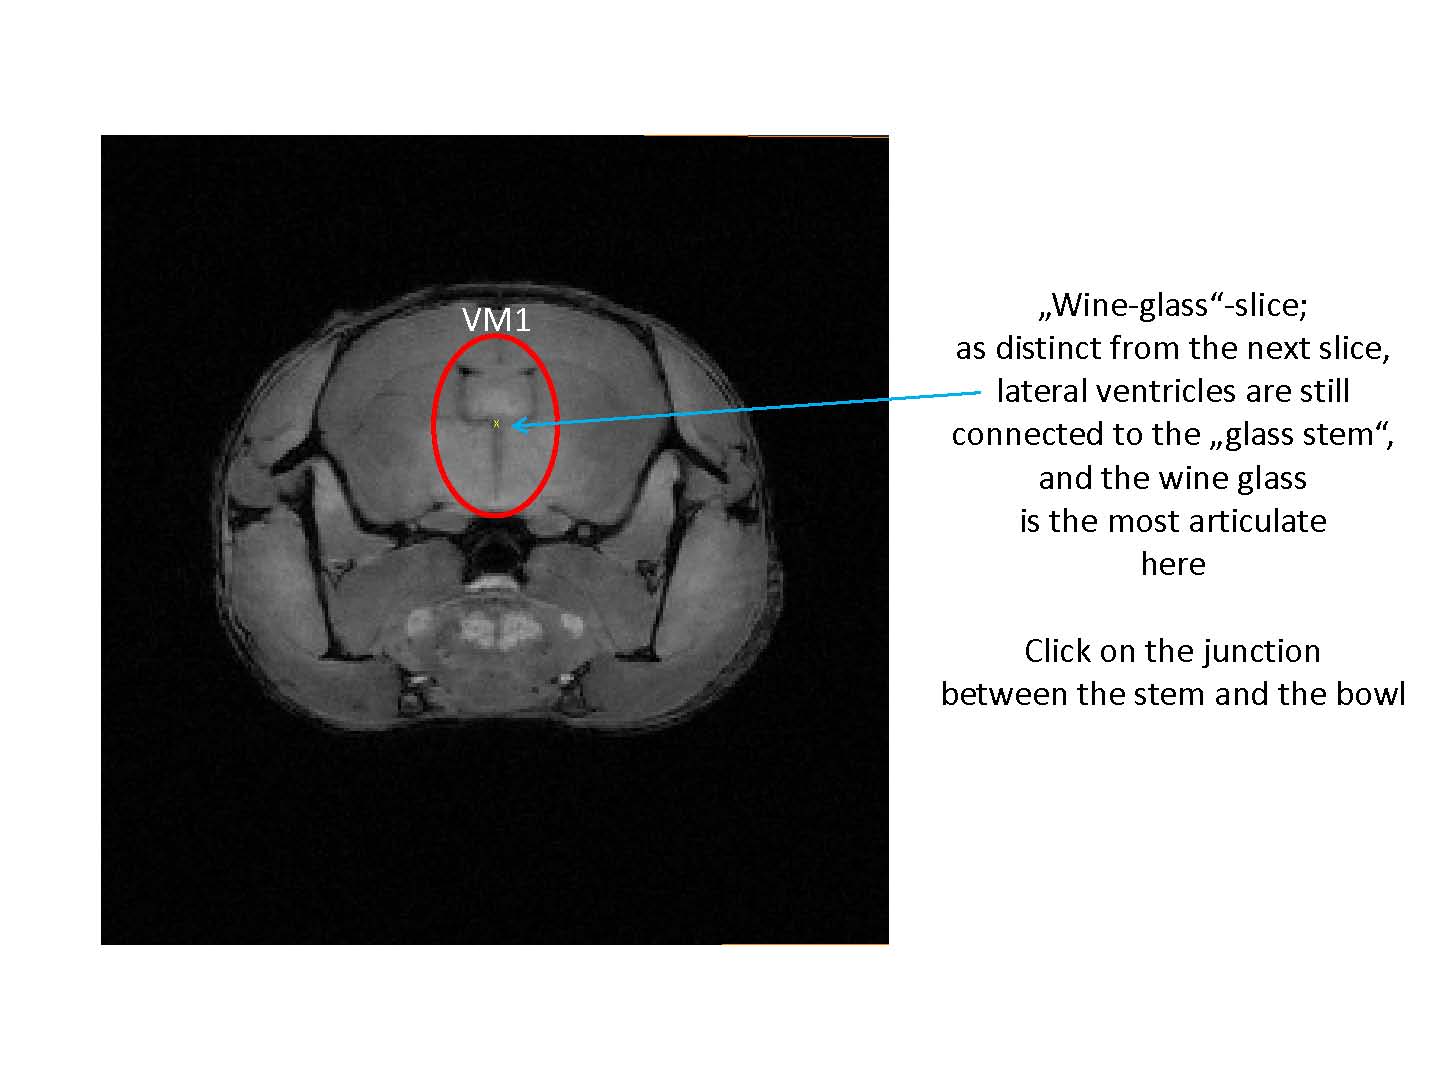 VM1
„Wine-glass“-slice;
as distinct from the next slice,
lateral ventricles are still
connected to the „glass stem“,
and the wine glass
is the most articulate
here
Click on the junction
between the stem and the bowl
x